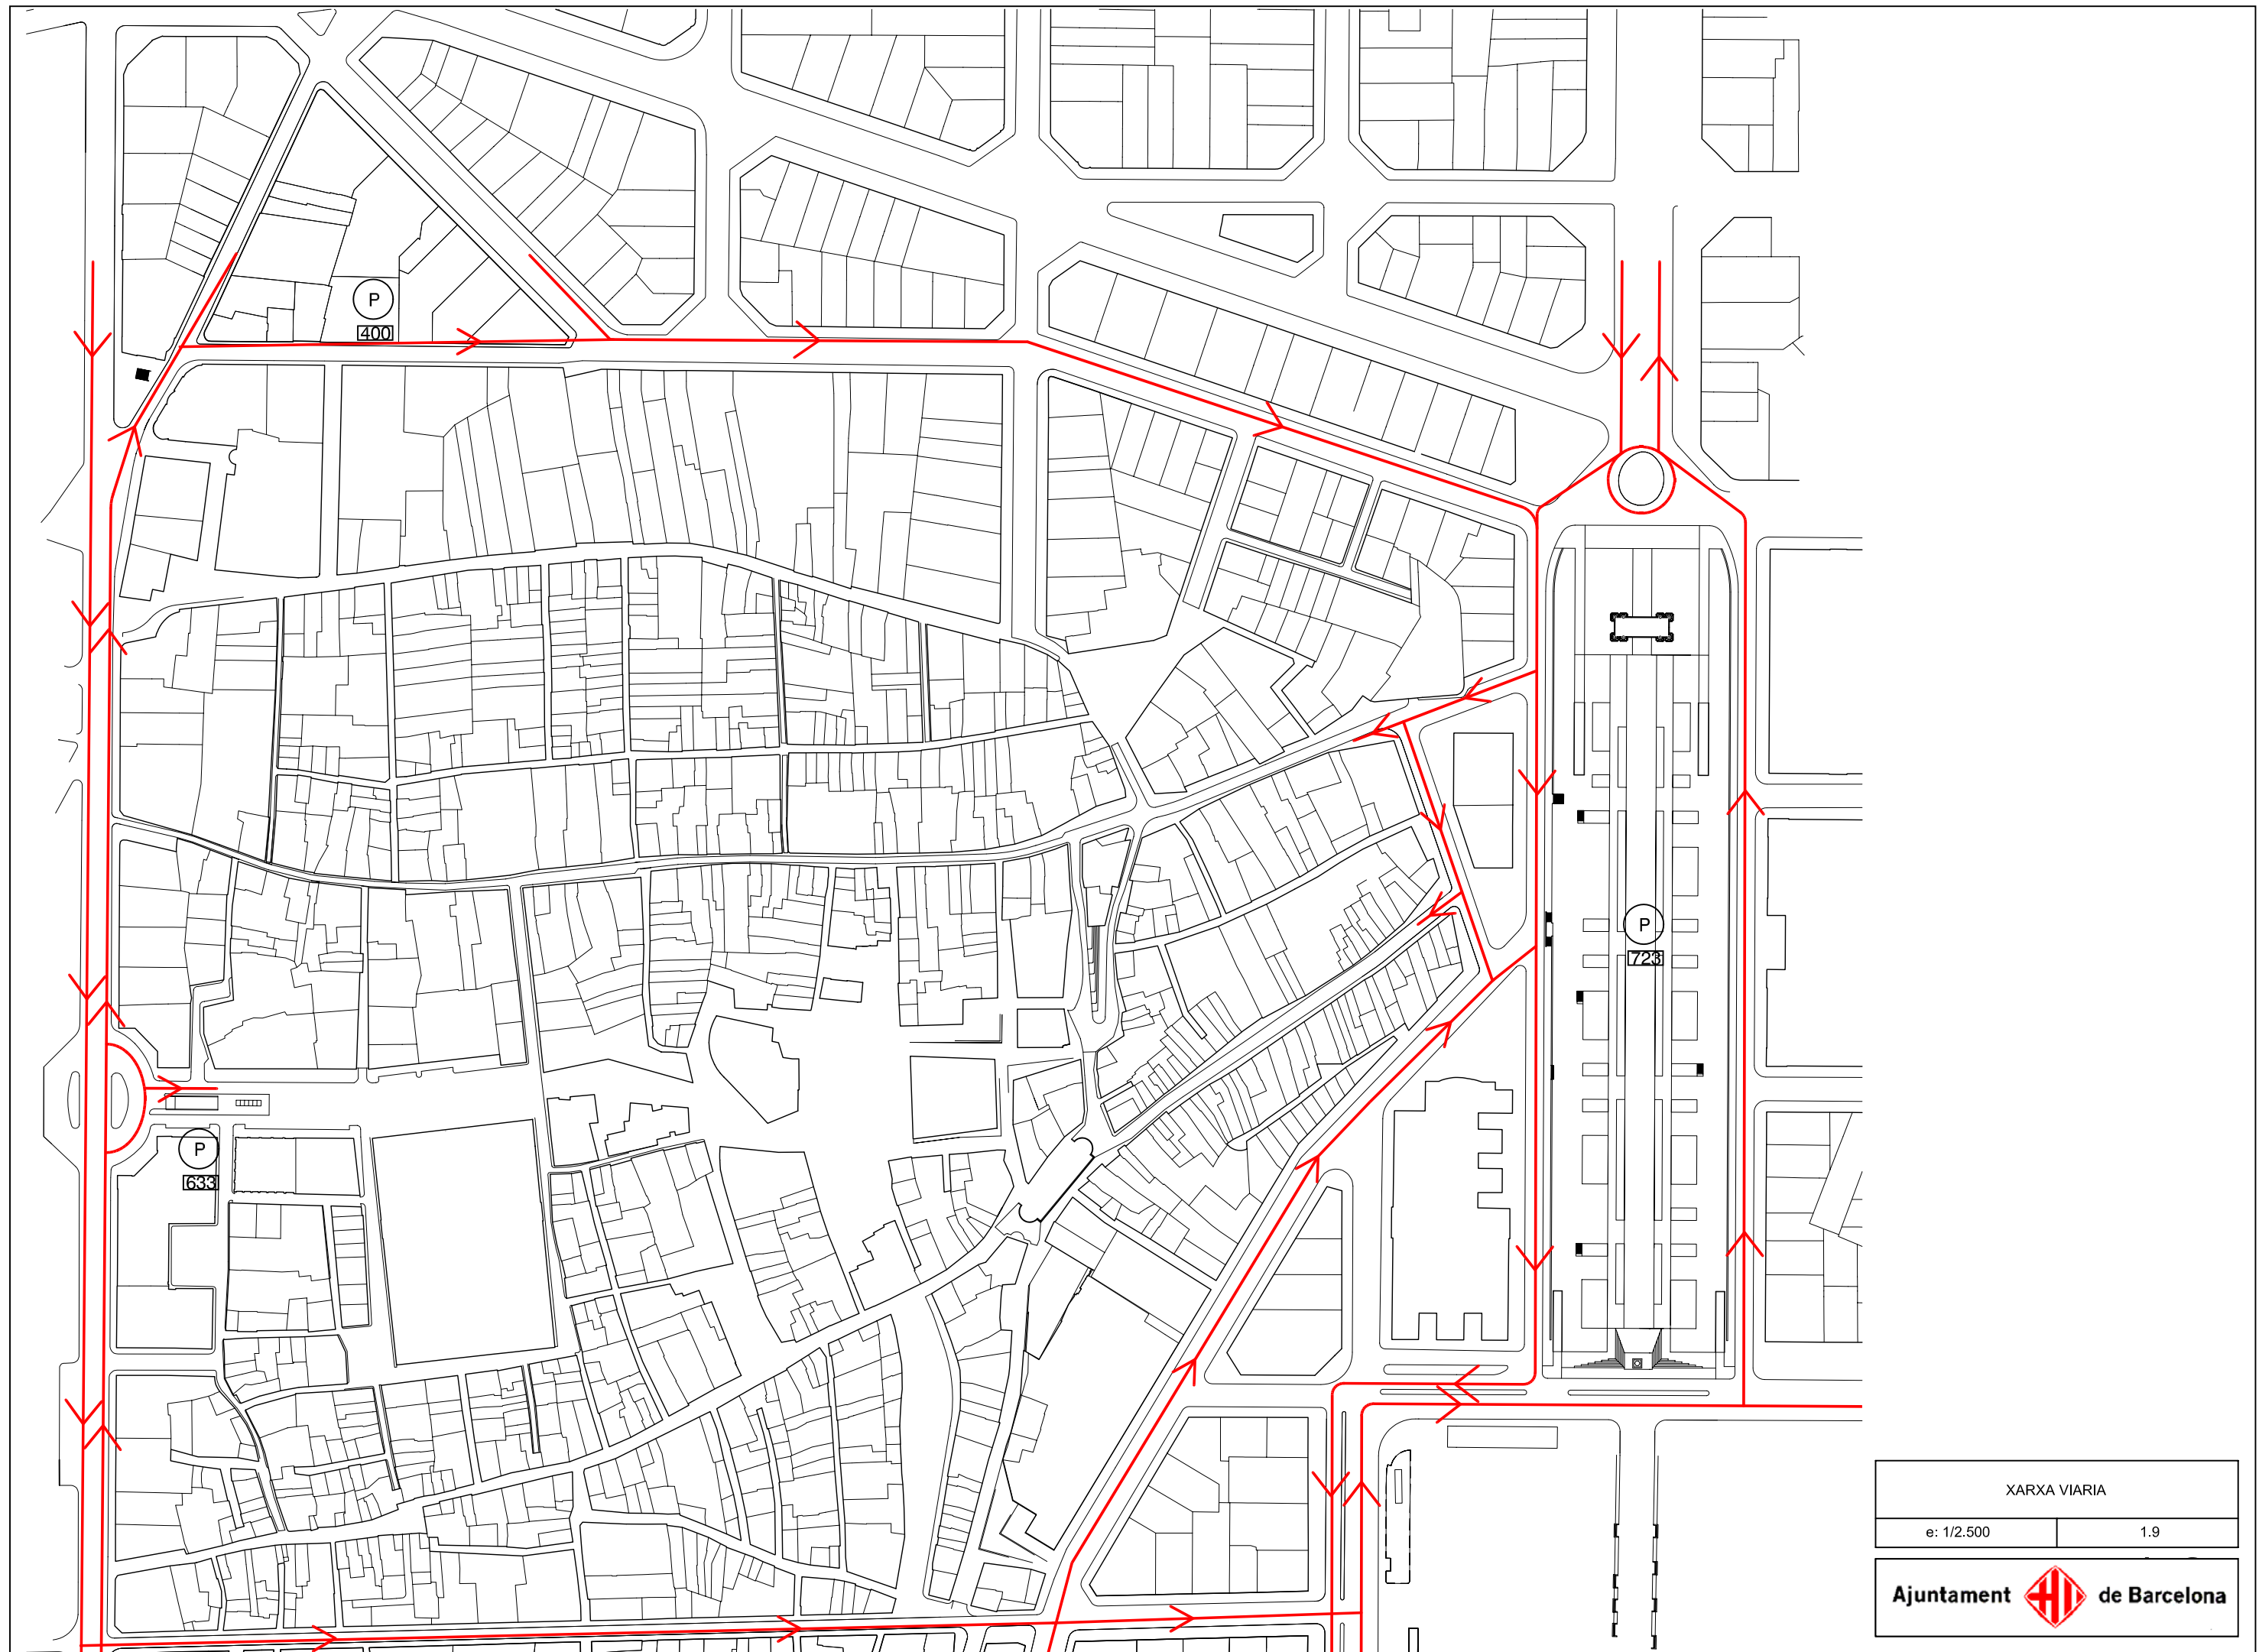 P
400
P
723
P
633
XARXA VIARIA
e: 1/2.500 1.9
Ajuntament de Barcelona